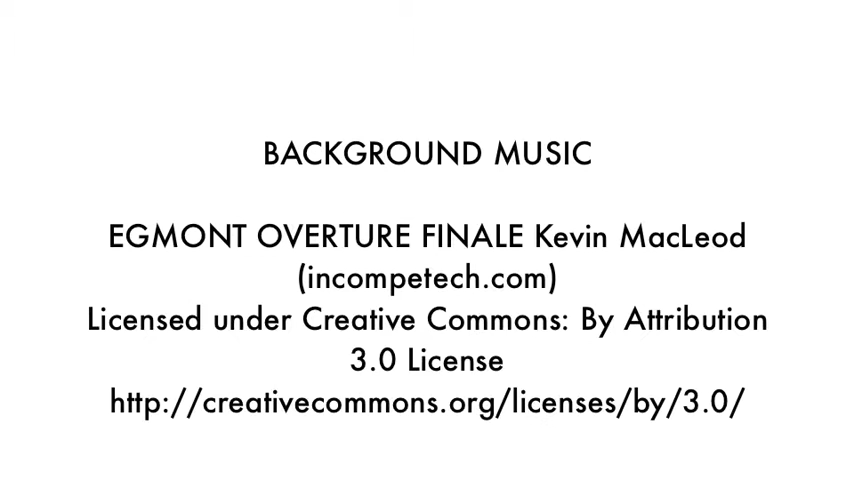 BACKGROUND MUSIC
EGMONT OVERTURE FINALE Kevin MacLeod
(incompetech.com)
Licensed under Creative Commons: By Attribution
3.0 License
http://creativecommons.org/licenses/by/3.0/